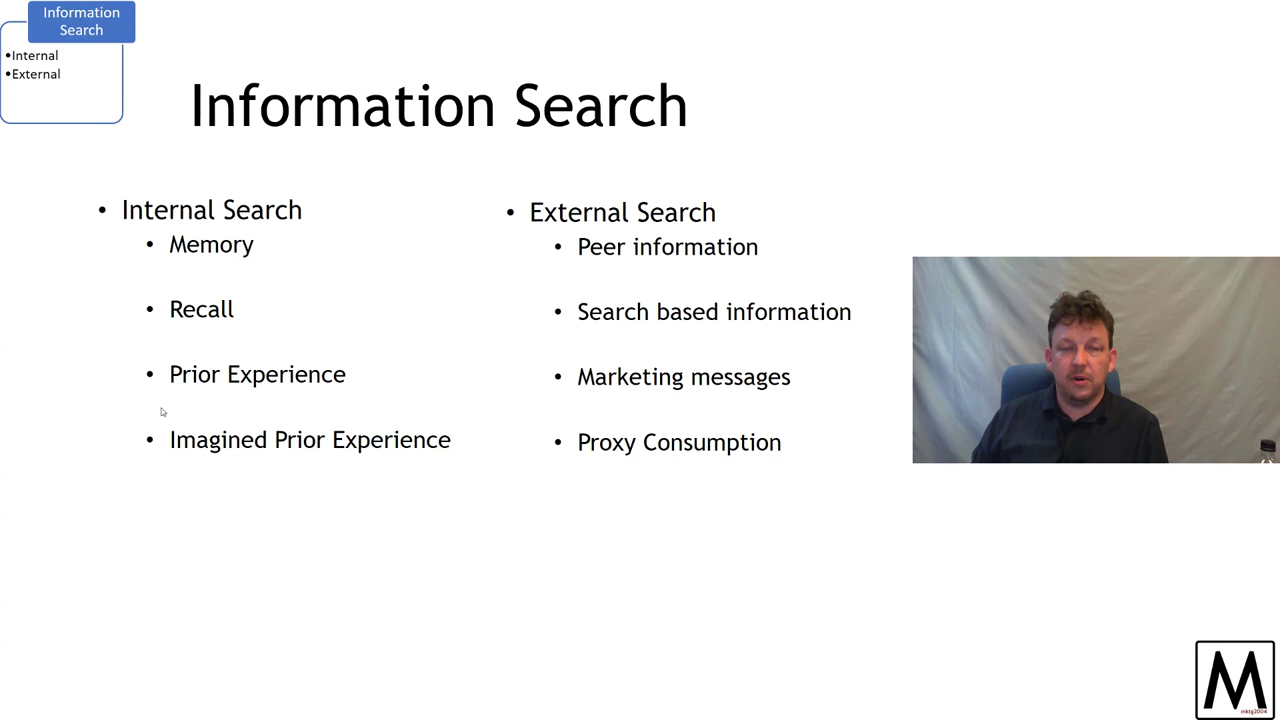 Information
Search
•Internal
•External
Information Search
• Internal Search
• Memory
• Recall
• Prior Experience
• Imagined Prior Experience
• External Search
• Peer information
• Search based information
• Marketing messages
• Proxy Consumption
M
mktg2004